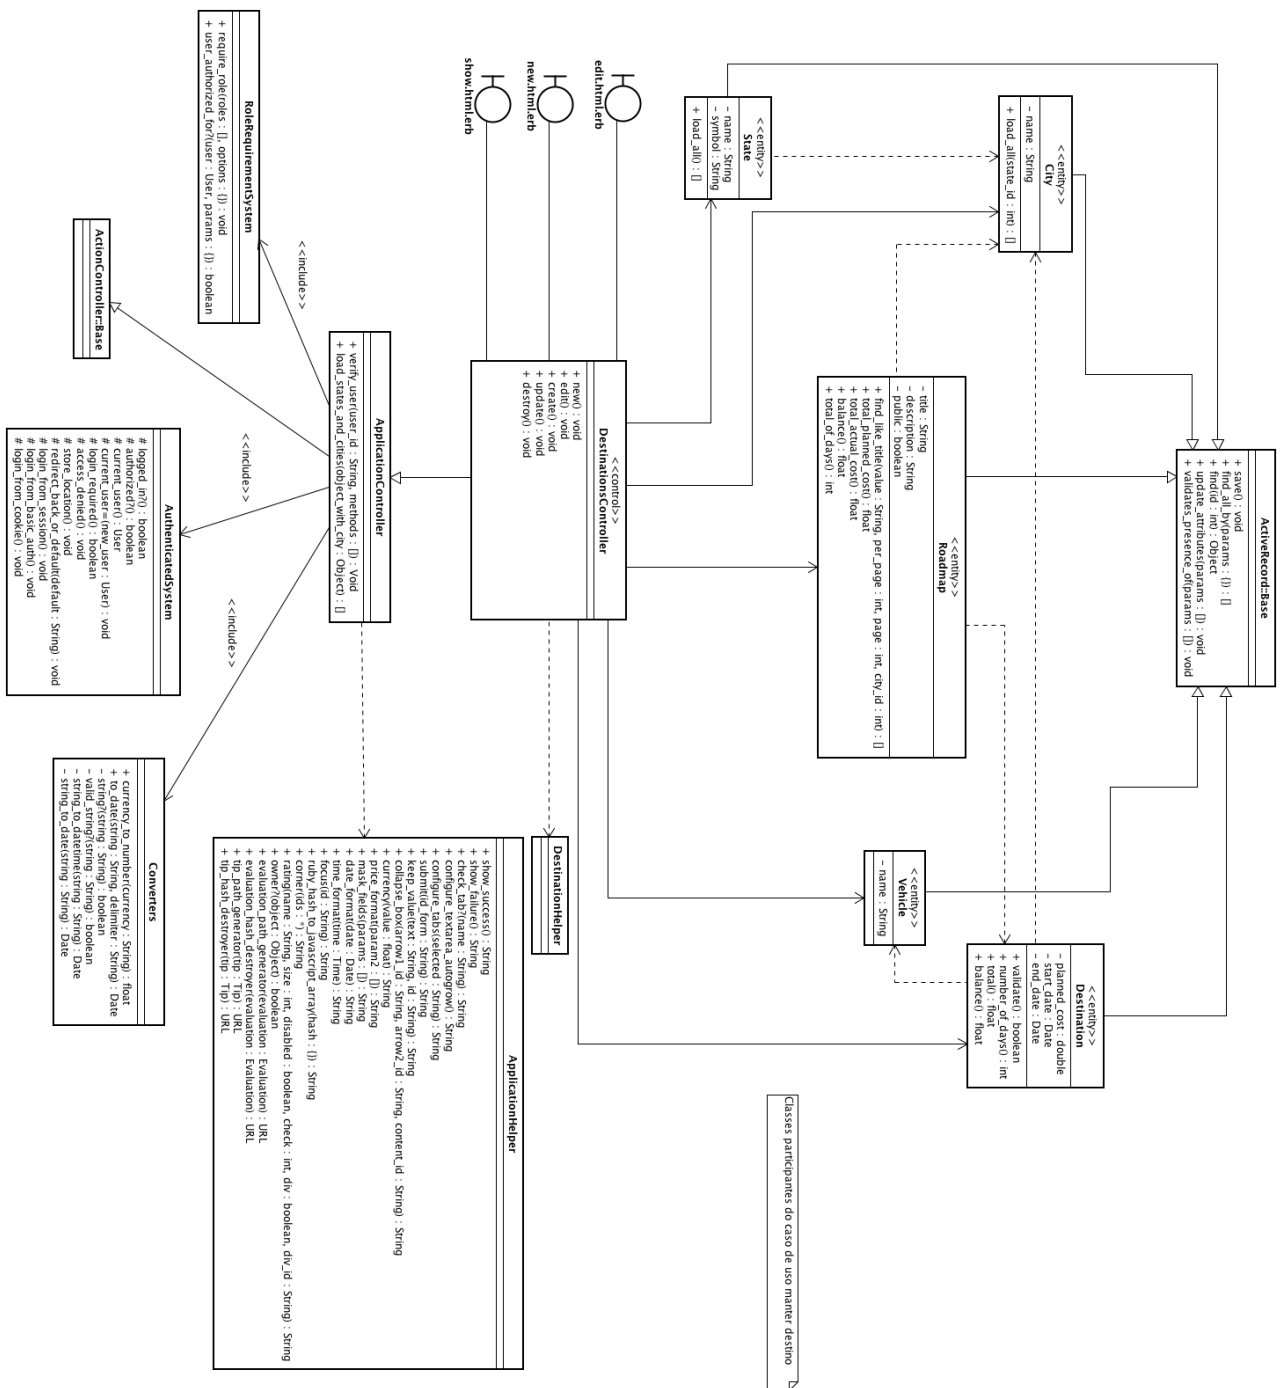 ActiveRecord::Base
+ save() : void
+ find_all_by(params : {}) : []
+ find(id : int) : Object
+ update_attributes(params : []) : void
+ validates_presence_of(params : []) : void
<<entity>>
City
- name : String
+ load_all(state_id : int) : []
<<entity>>
State
- name : String
- symbol : String
+ load_all() : []
<<entity>>
Roadmap
- title : String
- description : String
- public : boolean
+ find_like_title(value : String, per_page : int, page : int, city_id : int) : []
+ total_planned_cost() : float
+ total_actual_cost() : float
+ balance() : float
+ total_of_days() : int
<<entity>>
Vehicle
- name : String
<<entity>>
Destination
- planned_cost : double
- start_date : Date
- end_date : Date
+ validate() : boolean
+ number_of_days() : int
+ total() : float
+ balance() : float
Classes participantes do caso de uso manter destino
edit.html.erb
new.html.erb
show.html.erb
<<control>>
DestinationsController
+ new() : void
+ edit() : void
+ create() : void
+ update() : void
+ destroy() : void
DestinationHelper
ApplicationHelper
+ show_success() : String
+ show_failure() : String
+ check_tab?(name : String) : String
+ configure_textarea_autogrow() : String
+ configure_tabs(selected : String) : String
+ submit(id_form : String) : String
+ keep_value(text : String, id : String) : String
+ collapse_box(arrow1_id : String, arrow2_id : String, content_id : String) : String
+ currency(value : float) : String
+ price_format(param2 : []) : String
+ mask_fields(params : []) : String
+ date_format(date : Date) : String
+ time_format(time : Time) : String
+ focus(id : String) : String
+ ruby_hash_to_javascript_array(hash : {}) : String
+ corner(ids : *) : String
+ rating(name : String, size : int, disabled : boolean, check : int, div : boolean, div_id : String) : String
+ owner?(object : Object) : boolean
+ evaluation_path_generator(evaluation : Evaluation) : URL
+ evaluation_hash_destroyer(evaluation : Evaluation) : URL
+ tip_path_generator(tip : Tip) : URL
+ tip_hash_destroyer(tip : Tip) : URL
ApplicationController
+ verify_user(user_id : String, methods : []) : Void
+ load_states_and_cities(object_with_city : Object) : []
<<include>>
<<include>>
<<include>>
RoleRequirementSystem
+ require_role(roles : [], options : {}) : void
+ user_authorized_for?(user : User, params : {}) : boolean
ActionController::Base
AuthenticatedSystem
# logged_in?() : boolean
# authorized?() : boolean
# current_user() : User
# current_user=(new_user : User) : void
# login_required() : boolean
# access_denied() : void
# store_location() : void
# redirect_back_or_default(default : String) : void
# login_from_session() : void
# login_from_basic_auth() : void
# login_from_cookie() : void
Converters
+ currency_to_number(currency : String) : float
+ to_date(string : String, delimiter : String) : Date
- string?(string : String) : boolean
- valid_string?(string : String) : boolean
- string_to_datetime(string : String) : Date
- string_to_date(string : String) : Date